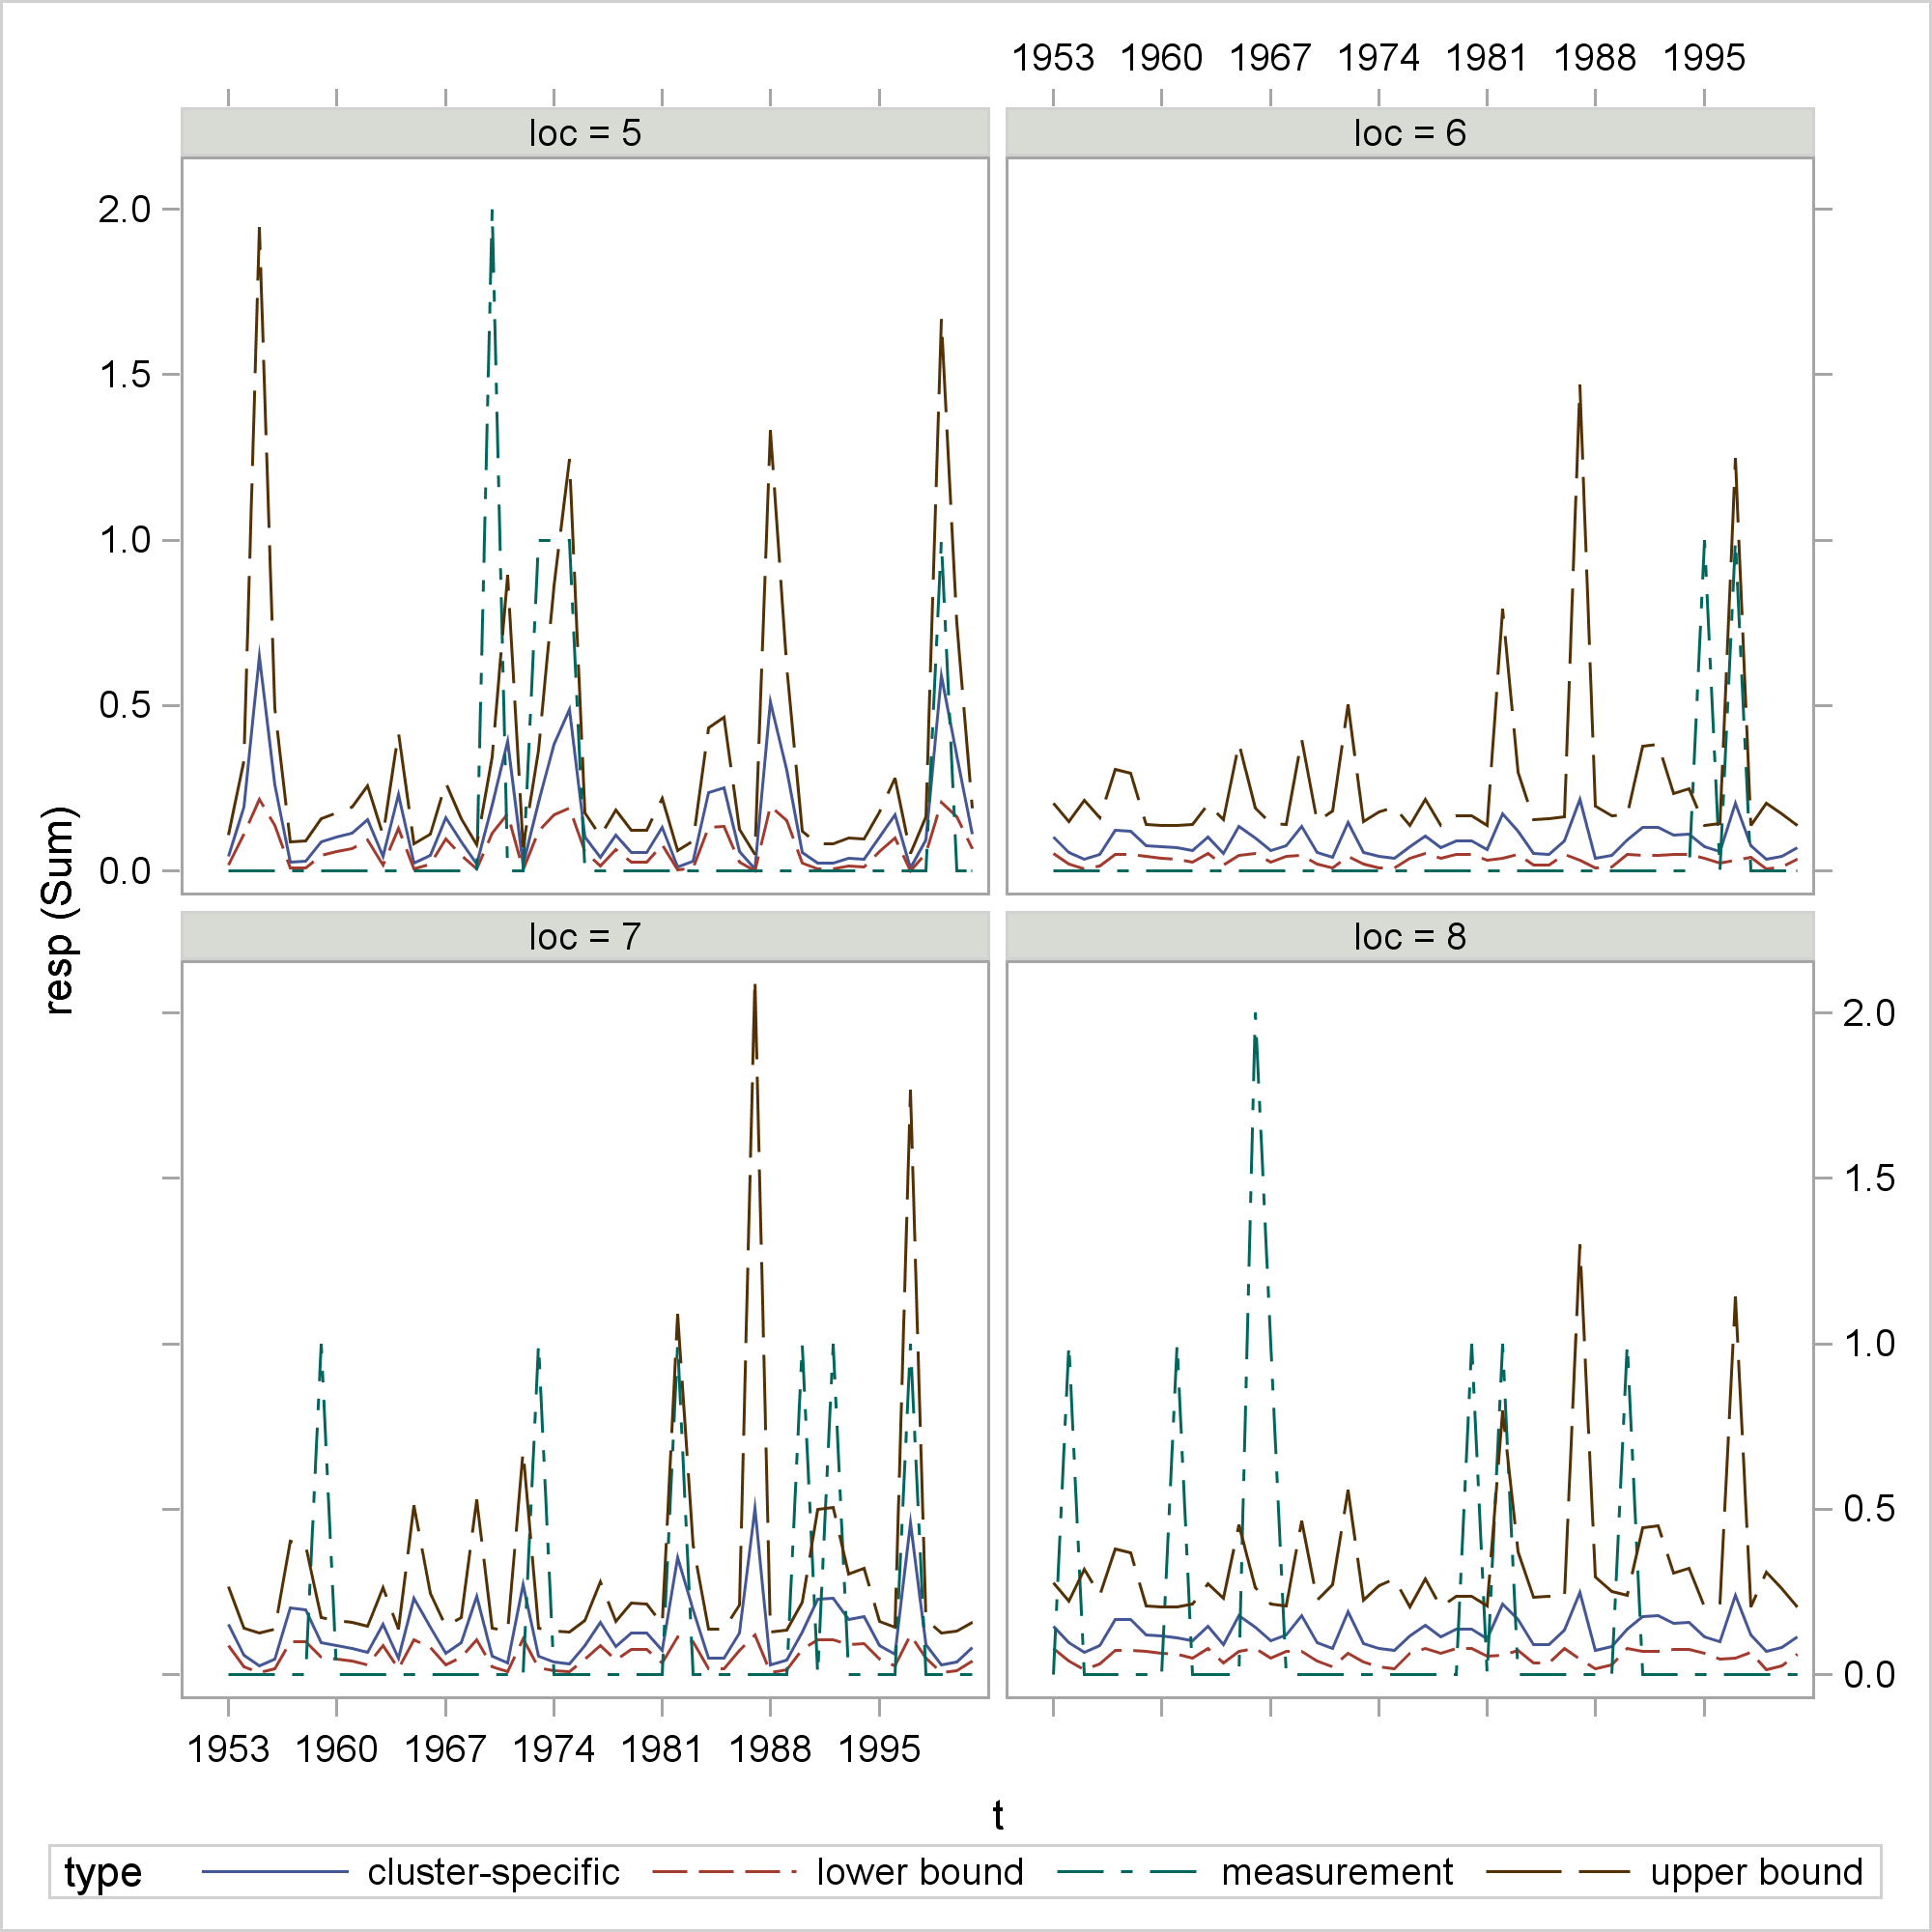 1953 1960 1967 1974 1981 1988 1995
loc = 5
loc = 6
2.0
1.5
1.0
0.5
0.0
resp (Sum)
loc = 7
loc = 8
2.0
1.5
1.0
0.5
0.0
1953 1960 1967 1974 1981 1988 1995
t
type cluster-specific lower bound measurement upper bound